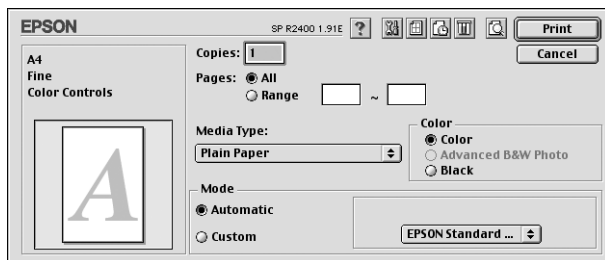 EPSON
SP R2400 1.91E
?
Print
Cancel
A4
Fine
Color Controls
A
Copies: 1
Pages: All
Range ~
Media Type:
Plain Paper
Color
Color
Advanced B&W Photo
Black
Mode
Automatic
Custom
EPSON Standard ...